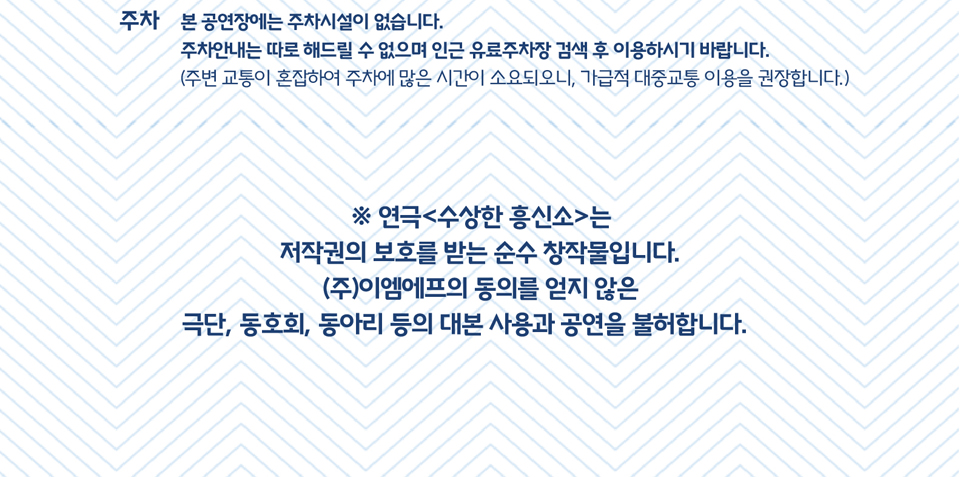 주차 본 공연장에는 주차시설이 없습니다.
주차안내는 따로 해드릴 수 없으며 인근 유료주차장 검색 후 이용하시기 바랍니다.
(주변 교통이 혼잡하여 주차에 많은 시간이 소요되오니, 가급적 대중교통 이용을 권장합니다.)
※ 연극<수상한 흥신소>는
저작권의 보호를 받는 순수 창작물입니다.
(주)이엠에프의 동의를 얻지 않은
극단, 동호회, 동아리 등의 대본 사용과 공연을 불허합니다.